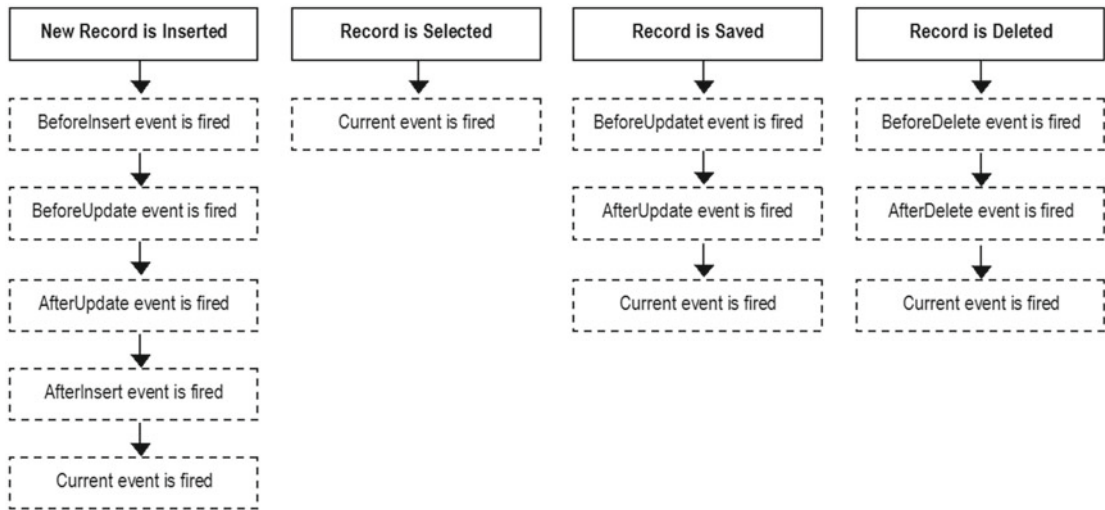 New Record is Inserted
BeforeInsert event is fired
BeforeUpdate event is fired
AfterUpdate event is fired
AfterInsert event is fired
Current event is fired
Record is Selected
Current event is fired
Record is Saved
BeforeUpdatet event is fired
AfterUpdate event is fired
Current event is fired
Record is Deleted
BeforeDelete event is fired
AfterDelete event is fired
Current event is fired